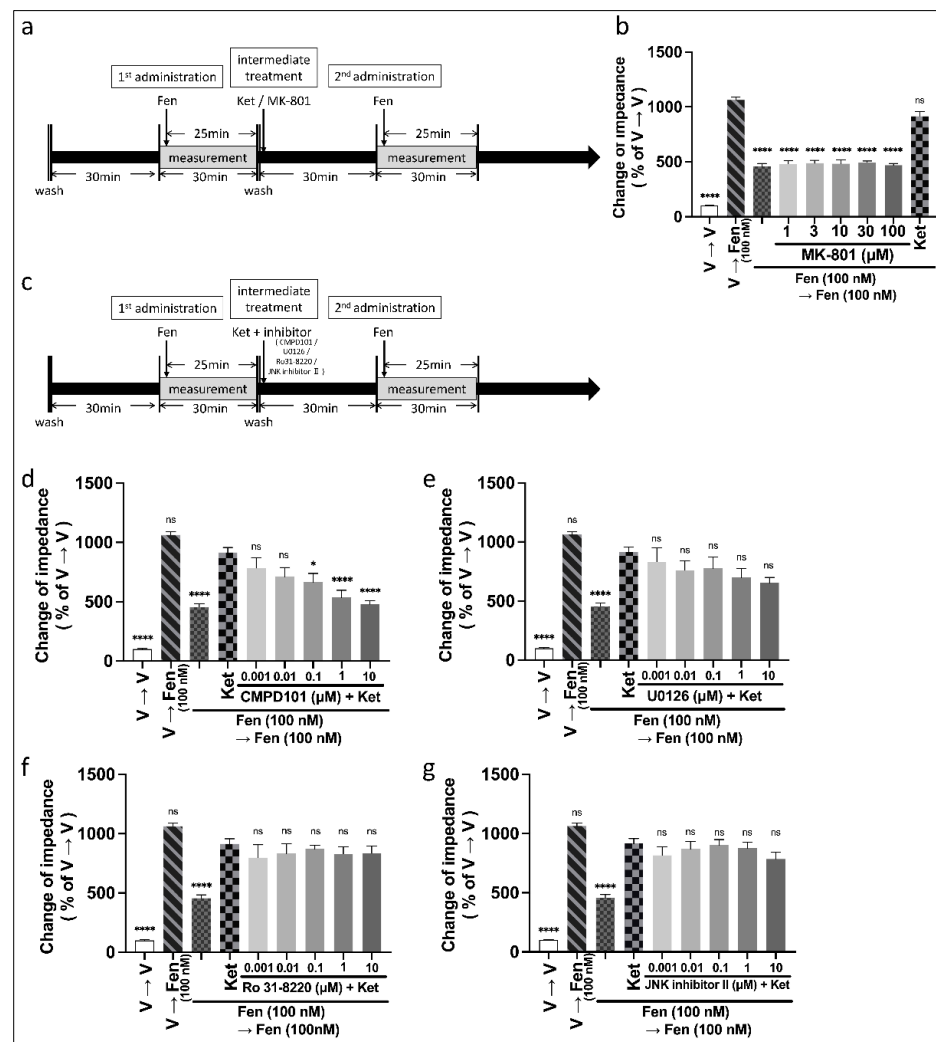 a
1st administration
intermediate
treatment
2nd administration
Fen
Ket / MK-801
Fen
25min
25min
measurement
measurement
30min
30min
30min
30min
wash
wash
b
Change of impedance
( % of V → V )
1500
1000
500
0
****
****
****
****
****
****
****
ns
V → V
V → Fen
(100 nM)
1
3
10
30
100
Ket
MK-801 (µM)
Fen (100 nM)
→ Fen (100 nM)
c
1st administration
intermediate
treatment
2nd administration
Fen
Ket + inhibitor
( CMPD101 /
U0126 /
Ro31-8220 /
JNK inhibitor Ⅱ )
Fen
25min
25min
measurement
measurement
30min
30min
30min
30min
wash
wash
d
Change of impedance
( % of V → V )
1500
1000
500
0
****
ns
****
ns
ns
*
****
****
V → V
V → Fen
(100 nM)
Ket
0.001
0.01
0.1
1
10
CMPD101 (µM) + Ket
Fen (100 nM)
→ Fen (100 nM)
e
Change of impedance
( % of V → V )
1500
1000
500
0
****
ns
****
ns
ns
ns
ns
ns
V → V
V → Fen
(100 nM)
Ket
0.001
0.01
0.1
1
10
U0126 (µM) + Ket
Fen (100 nM)
→ Fen (100 nM)
f
Change of impedance
( % of V → V )
1500
1000
500
0
****
ns
****
ns
ns
ns
ns
ns
V → V
V → Fen
(100 nM)
Ket
0.001
0.01
0.1
1
10
Ro 31-8220 (µM) + Ket
Fen (100 nM)
→ Fen (100nM)
g
Change of impedance
( % of V → V )
1500
1000
500
0
****
ns
****
ns
ns
ns
ns
ns
V → V
V → Fen
(100 nM)
Ket
0.001
0.01
0.1
1
10
JNK inhibitor II (µM) + Ket
Fen (100 nM)
→ Fen (100 nM)